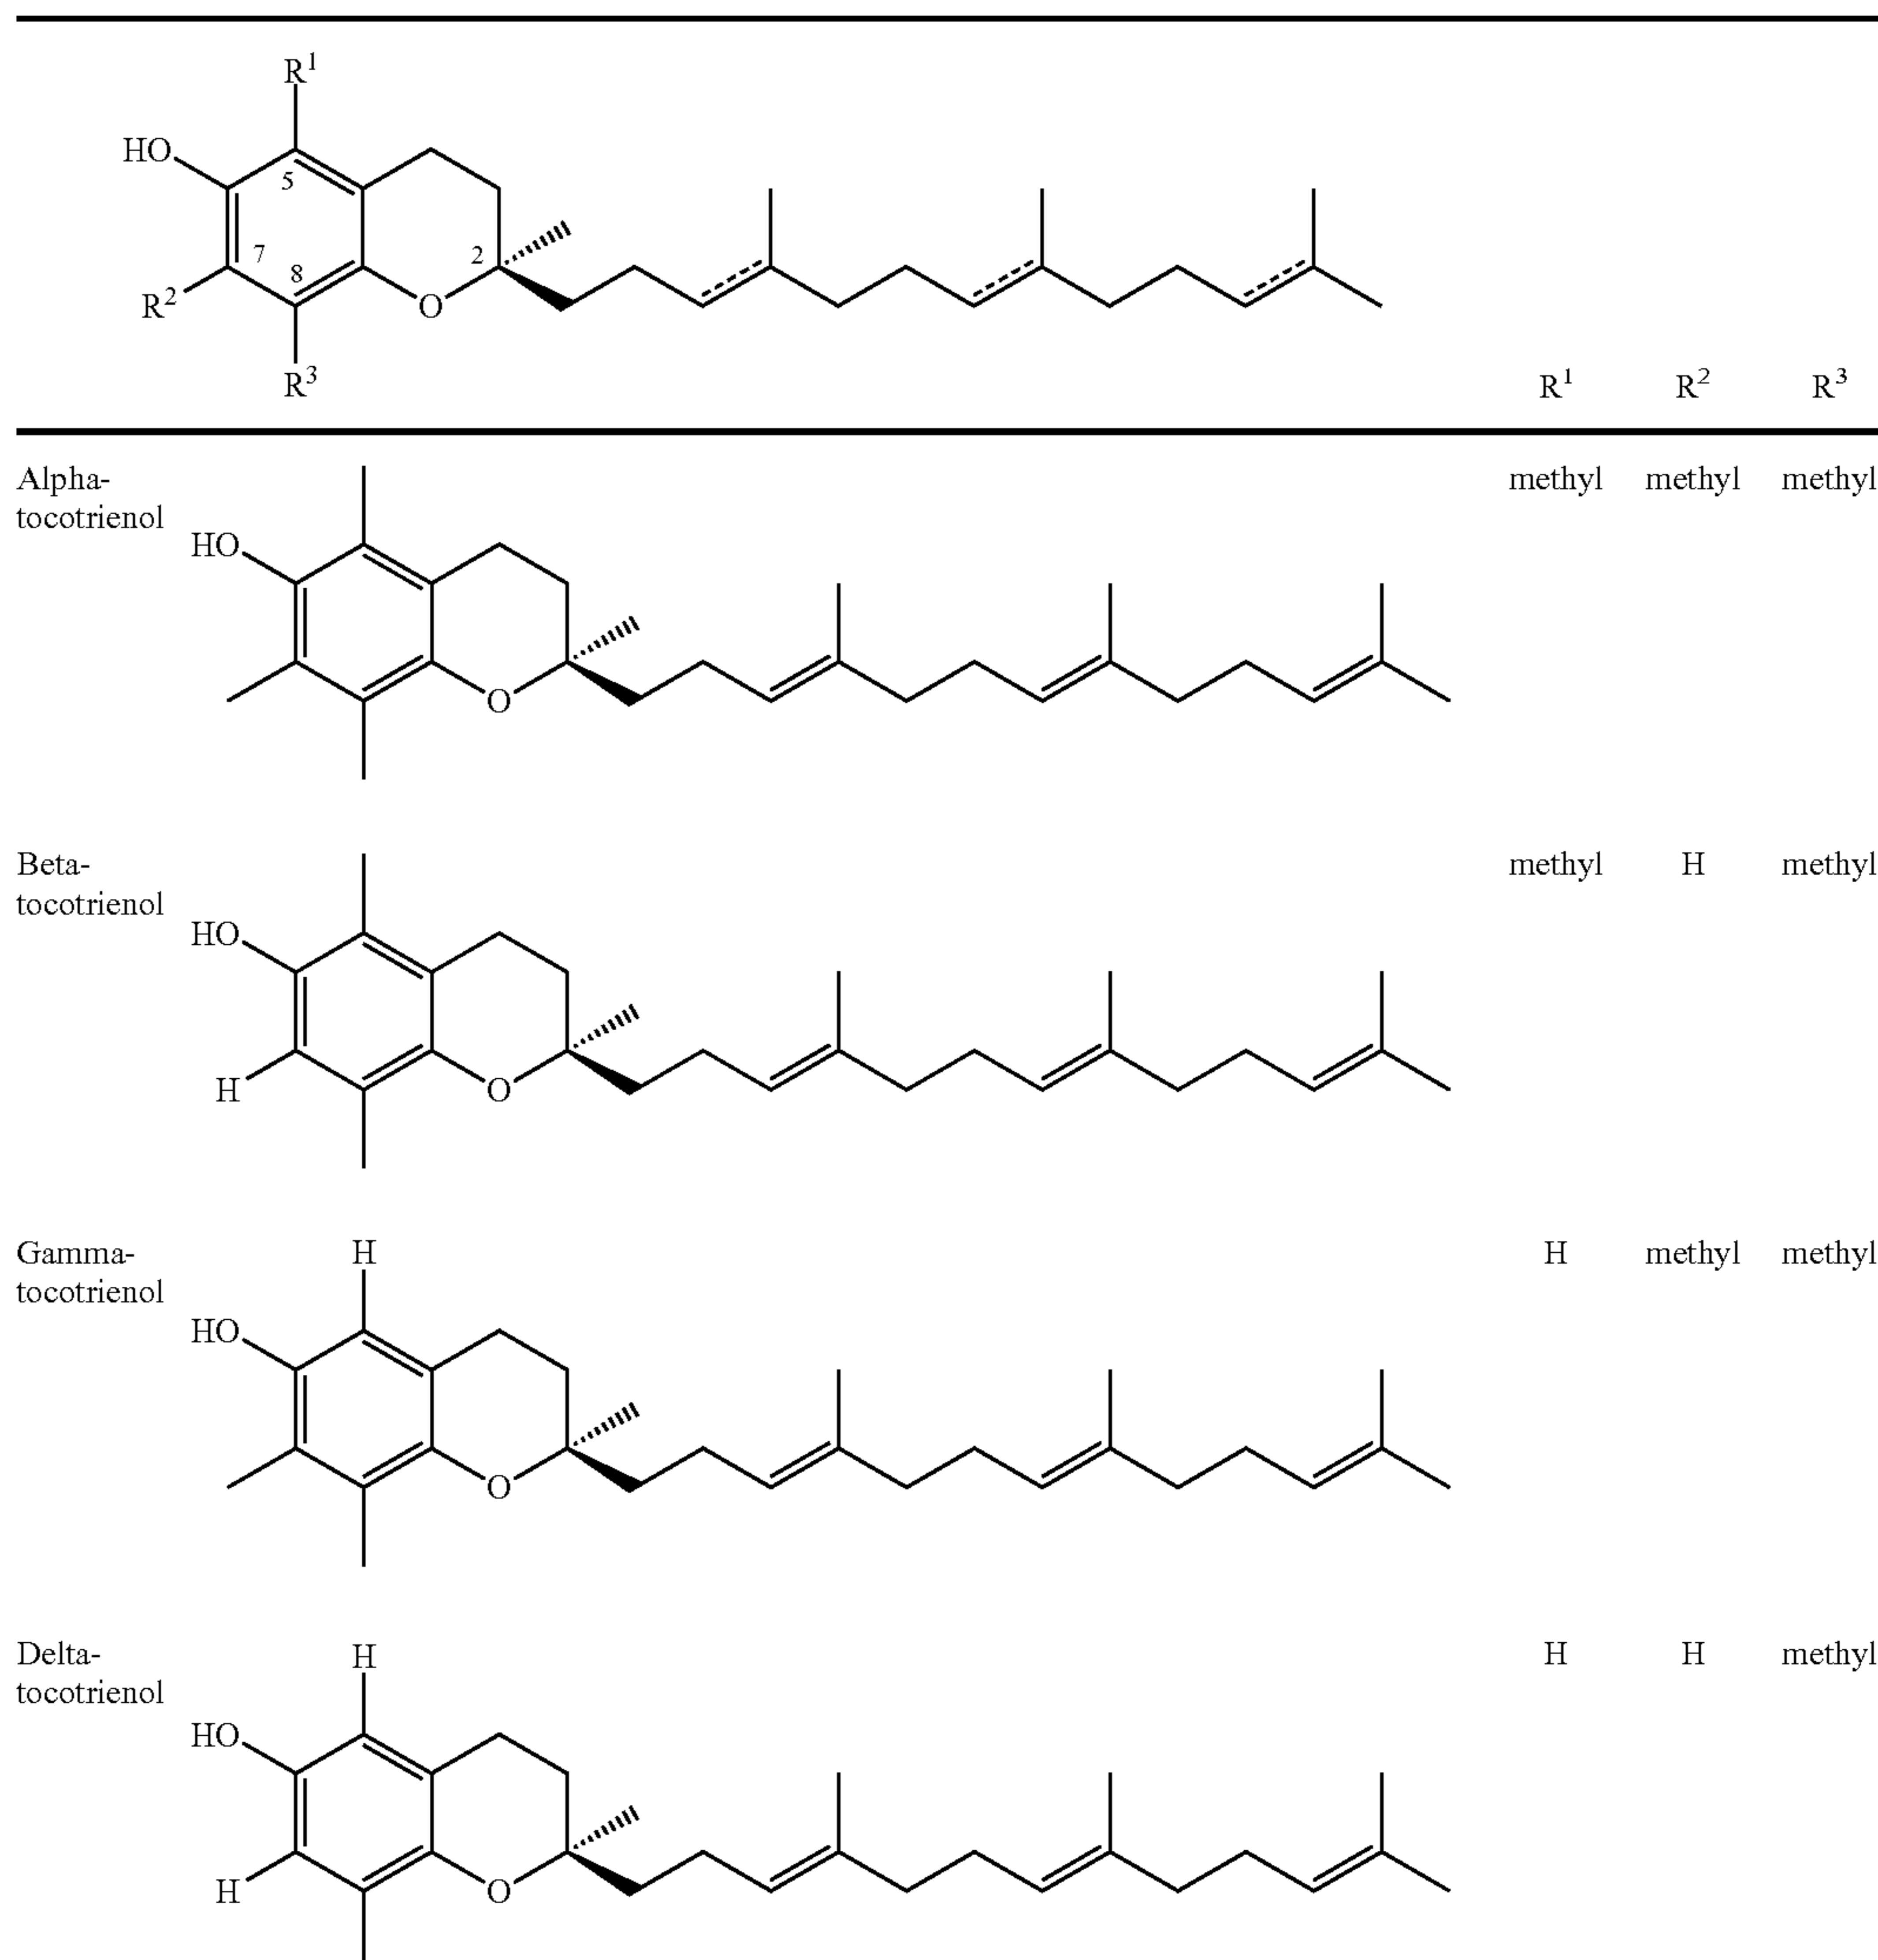 R¹
HO
5
7
2
8
R²
O
R³
R¹ R² R³
Alpha-
tocotrienol
methyl methyl methyl
HO
O
Beta-
tocotrienol
methyl H methyl
HO
H
O
Gamma-
tocotrienol
H
H methyl methyl
HO
O
Delta-
tocotrienol
H
H H methyl
HO
H
O